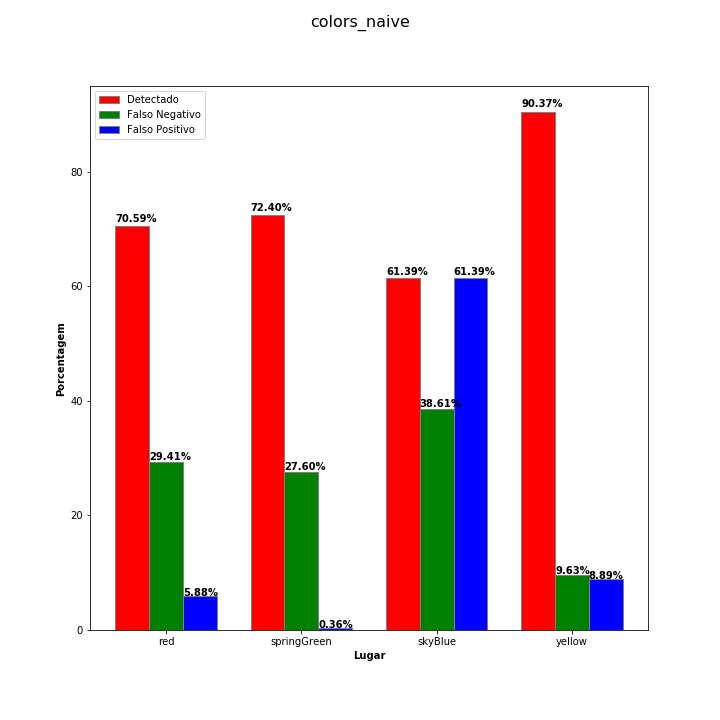 colors_naive
Detectado
Falso Negativo
Falso Positivo
90.37%
70.59%
72.40%
61.39%
61.39%
38.61%
29.41%
27.60%
9.63%
8.89%
5.88%
0.36%
80
60
40
20
0
Porcentagem
red
springGreen
skyBlue
yellow
Lugar